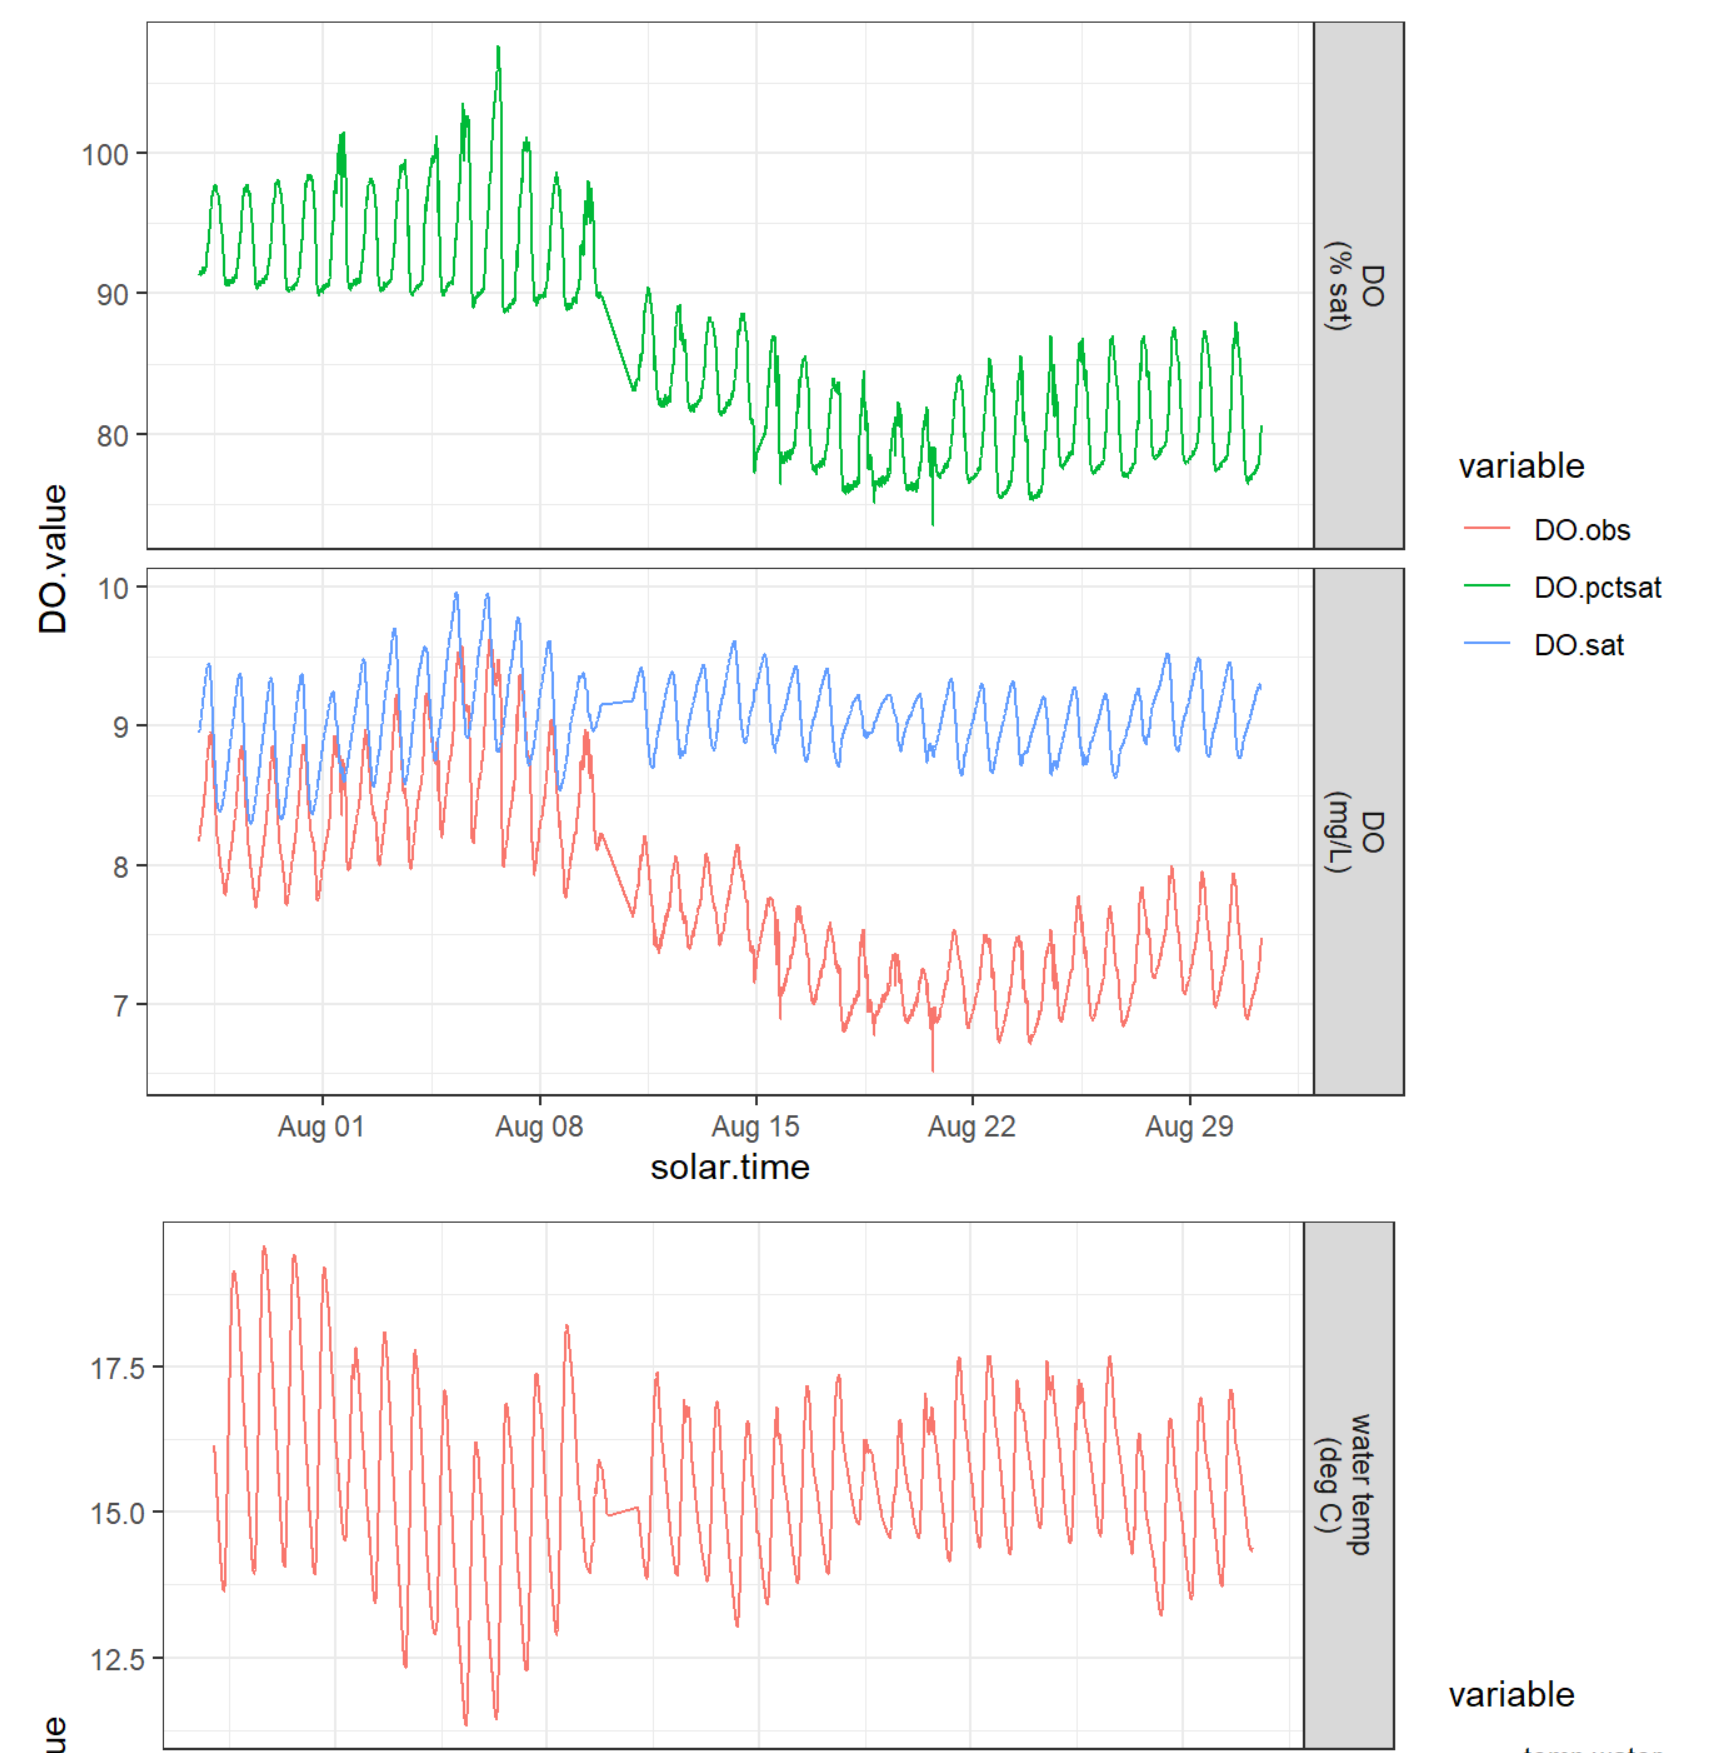 100
90
80
DO
(% sat)
DO.value
10
9
8
7
DO
(mg/L)
Aug 01
Aug 08
Aug 15
Aug 22
Aug 29
solar.time
variable
DO.obs
DO.pctsat
DO.sat
17.5
15.0
12.5
water temp
(deg C)
variable